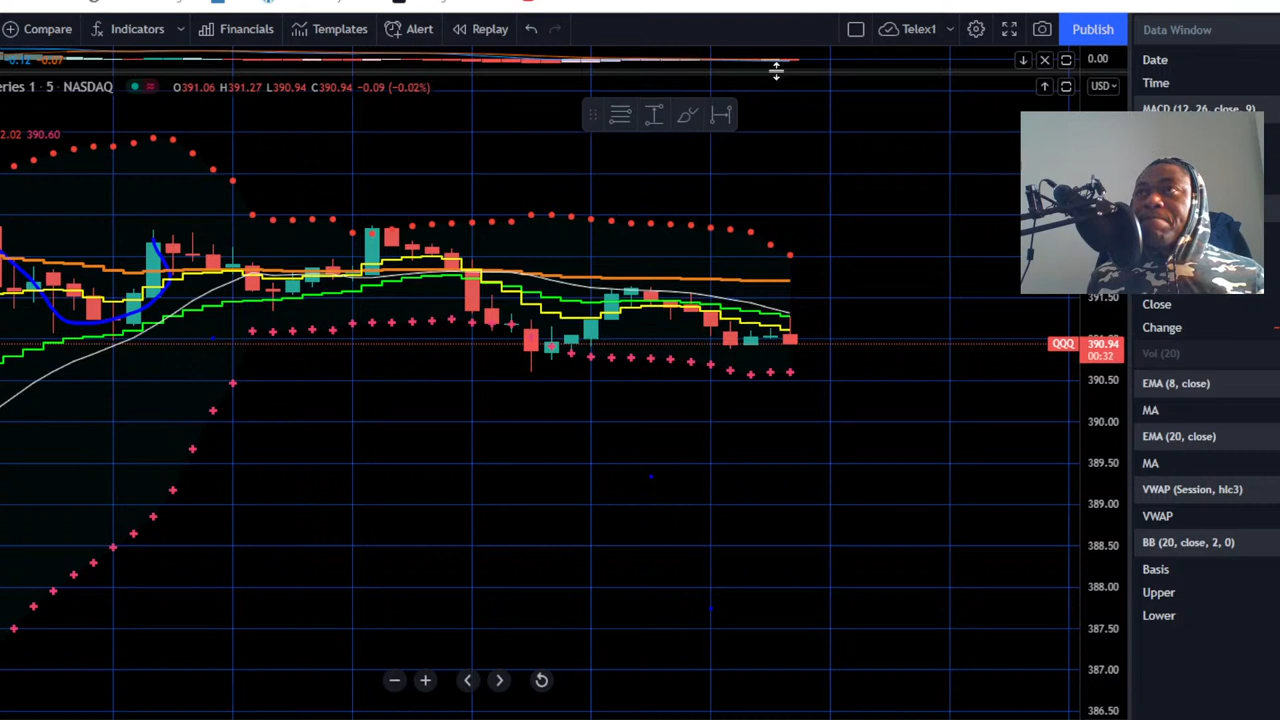 Compare Indicators Financials Templates Alert Replay Telex1 Publish Data Window
-0.12 -0.07
0.00
Date
eries 1 · 5 · NASDAQ O391.06 H391.27 L390.94 C390.94 -0.09 (-0.02%)
USD
Time
MACD (12, 26, close, 9)
2.02 390.60
391.50
Close
Change
QQQ 390.94
00:32
Vol (20)
390.50
EMA (8, close)
MA
390.00
EMA (20, close)
389.50
MA
VWAP (Session, hlc3)
389.00
VWAP
388.50
BB (20, close, 2, 0)
Basis
388.00
Upper
387.50
Lower
387.00
386.50